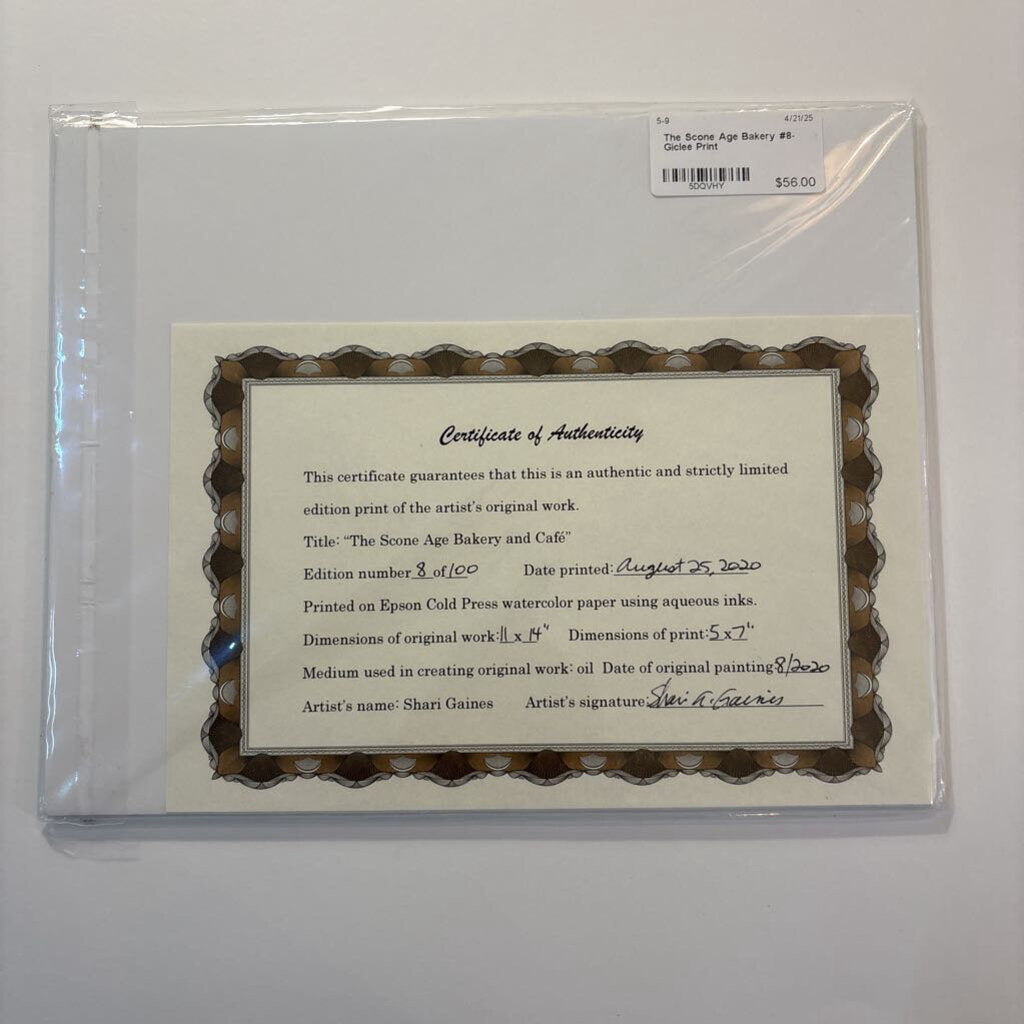 5-9 4/21/25
The Scone Age Bakery #8-
Giclee Print
5DQVHY $56.00
Certificate of Authenticity
This certificate guarantees that this is an authentic and strictly limited
edition print of the artist's original work.
Title: “The Scone Age Bakery and Café”
Edition number 8 of 100 Date printed: August 25, 2020
Printed on Epson Cold Press watercolor paper using aqueous inks.
Dimensions of original work: 11 x 14" Dimensions of print: 5x7"
Medium used in creating original work: oil Date of original painting 8/2020
Artist's name: Shari Gaines Artist's signature: Shari A. Gaines